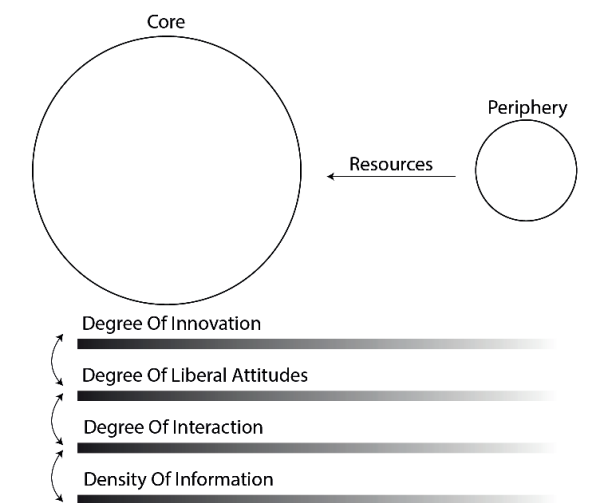 Core
Periphery
Resources
Degree Of Innovation
Degree Of Liberal Attitudes
Degree Of Interaction
Density Of Information